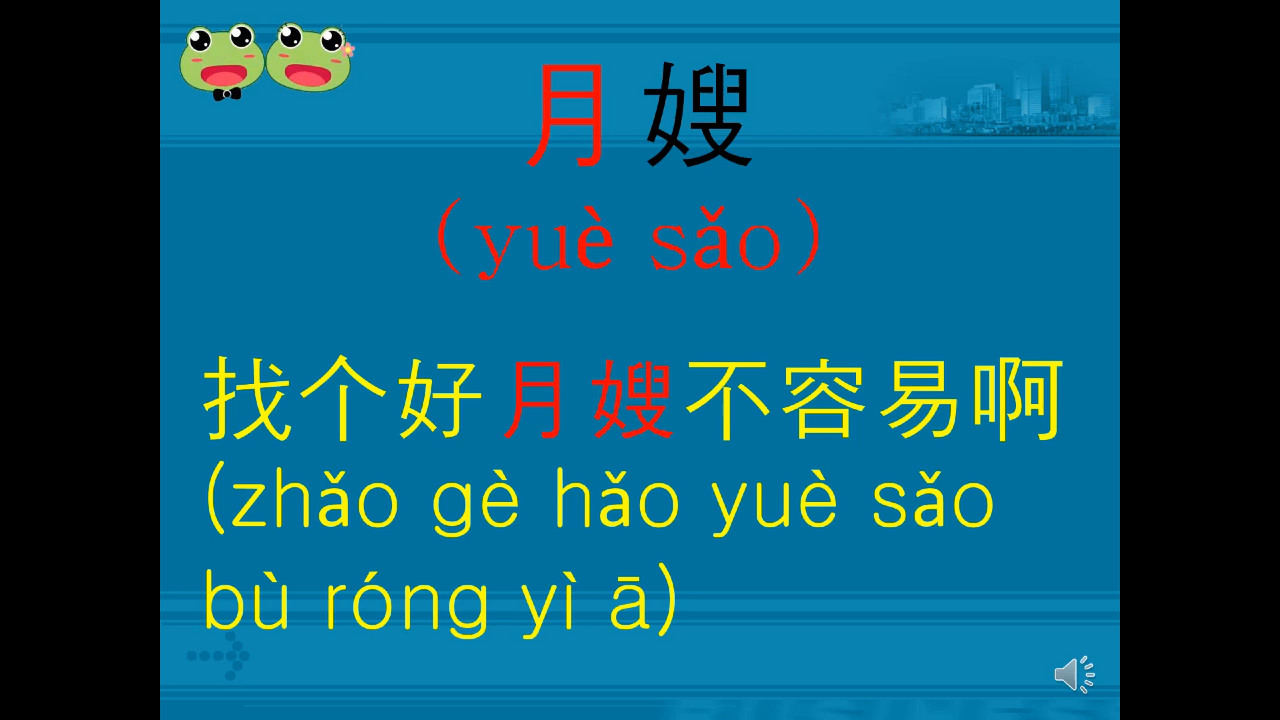 月嫂
（yuè sǎo）
找个好月嫂不容易啊
(zhǎo gè hǎo yuè sǎo
bù róng yì ā)
BUSINESS